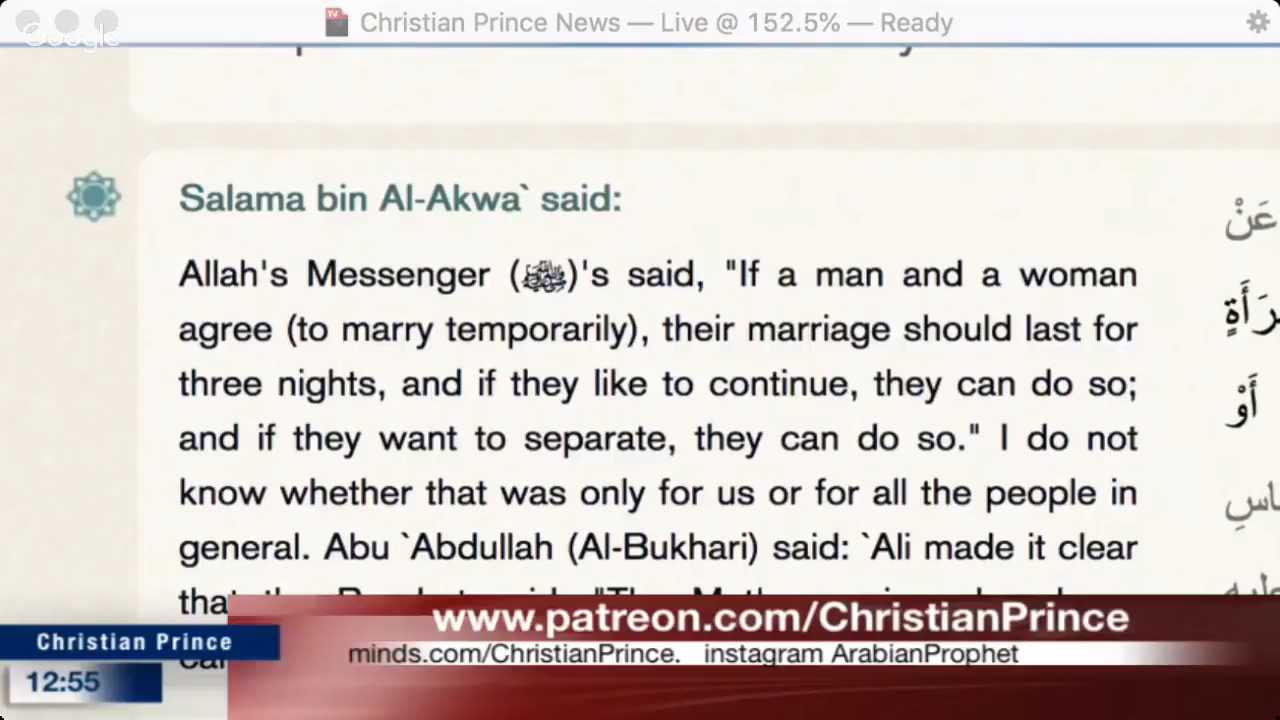 Google
Christian Prince News — Live @ 152.5% — Ready
Salama bin Al-Akwa` said:
عَنْ
Allah's Messenger (ﷺ)'s said, "If a man and a woman
agree (to marry temporarily), their marriage should last for
three nights, and if they like to continue, they can do so;
أَوْ
and if they want to separate, they can do so." I do not
know whether that was only for us or for all the people in
general. Abu `Abdullah (Al-Bukhari) said: `Ali made it clear
www.patreon.com/ChristianPrince
Christian Prince
minds.com/ChristianPrince. instagram ArabianProphet
12:55